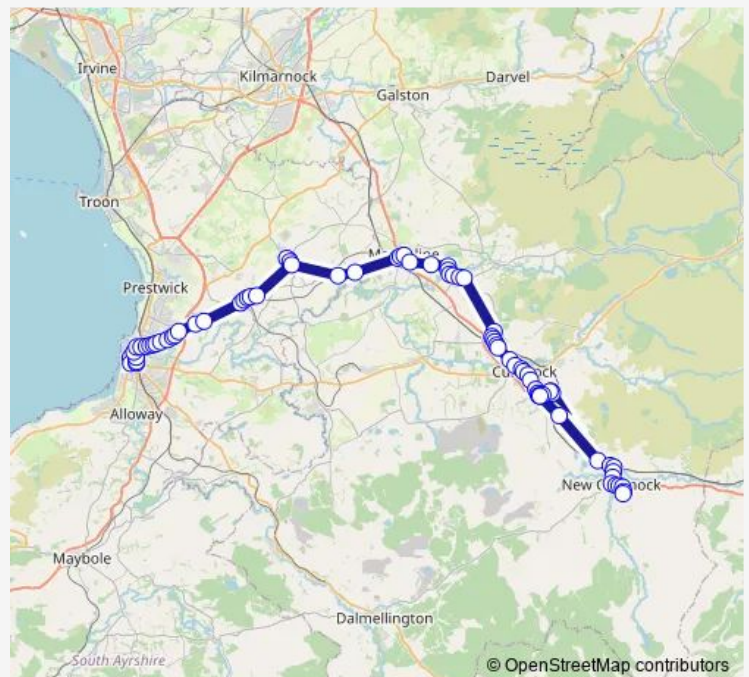 Irvine
Kilmarnock
Darvel
Galston
Troon
Prestwick
Alloway
Maybole
Dalmellington
South Ayrshire
© OpenStreetMap contributors